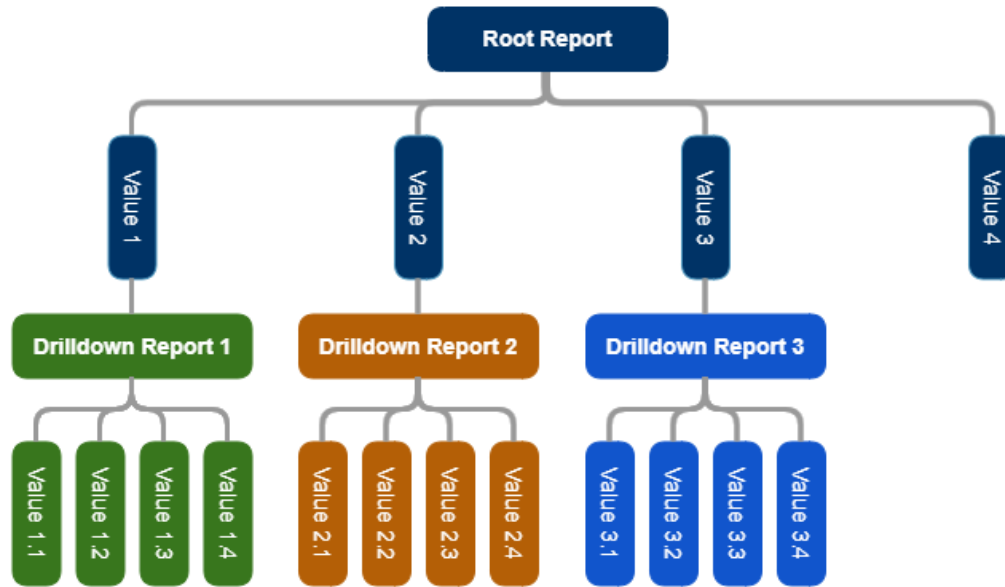 Root Report
Value 1
Value 2
Value 3
Value 4
Drilldown Report 1
Drilldown Report 2
Drilldown Report 3
Value 1.1
Value 1.2
Value 1.3
Value 1.4
Value 2.1
Value 2.2
Value 2.3
Value 2.4
Value 3.1
Value 3.2
Value 3.3
Value 3.4